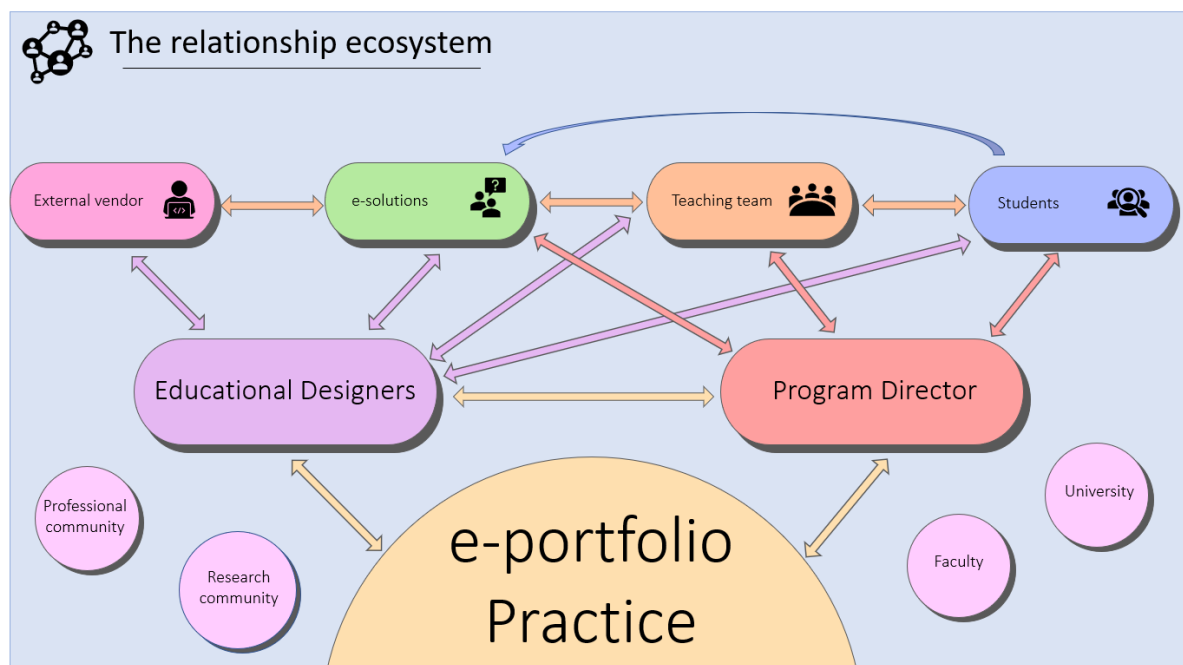 The relationship ecosystem
External vendor
e-solutions
?
Teaching team
Students
</>
Educational Designers
Program Director
Professional
community
Research
community
e-portfolio
Practice
Faculty
University